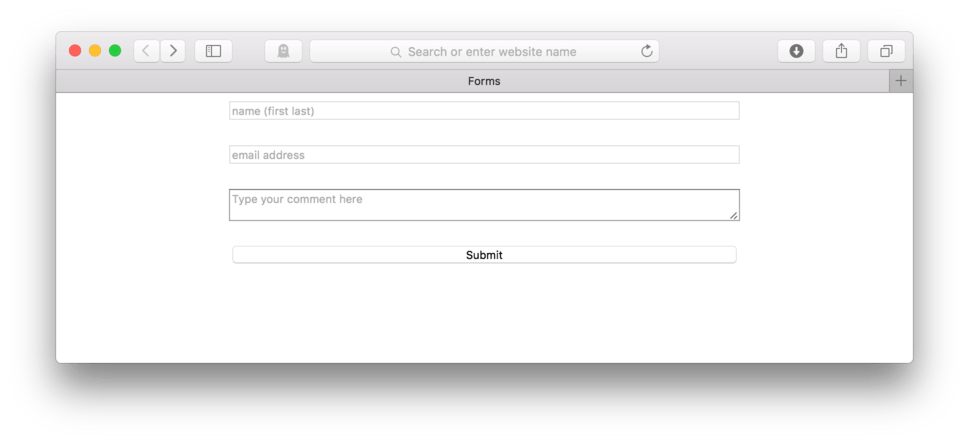 Search or enter website name
Forms
name (first last)
email address
Type your comment here
Submit